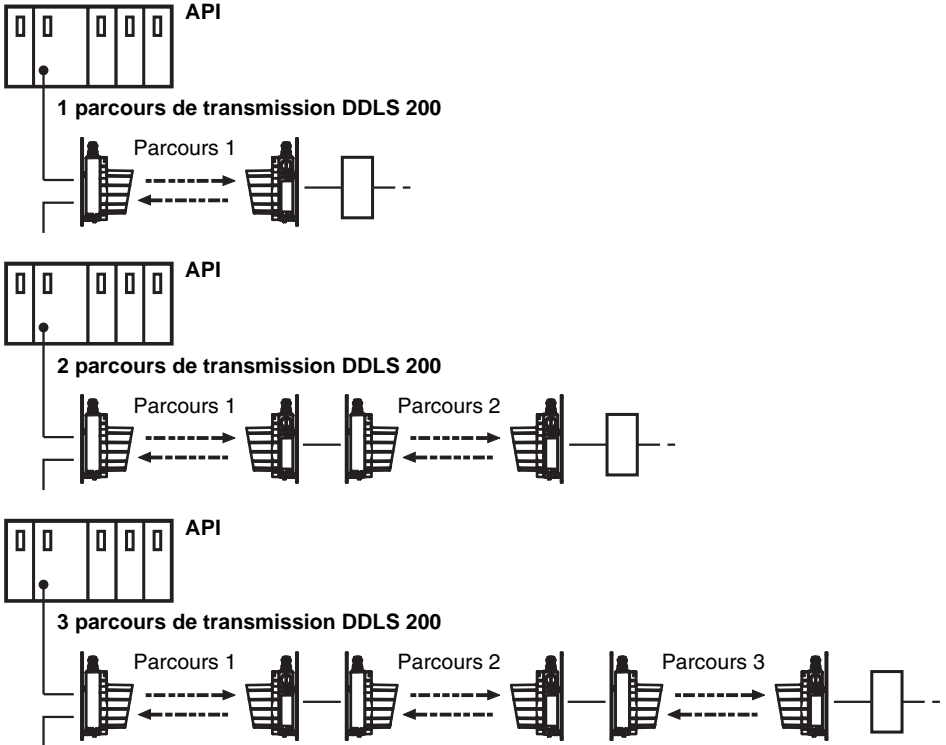 API
1 parcours de transmission DDLS 200
Parcours 1
API
2 parcours de transmission DDLS 200
Parcours 1
Parcours 2
API
3 parcours de transmission DDLS 200
Parcours 1
Parcours 2
Parcours 3